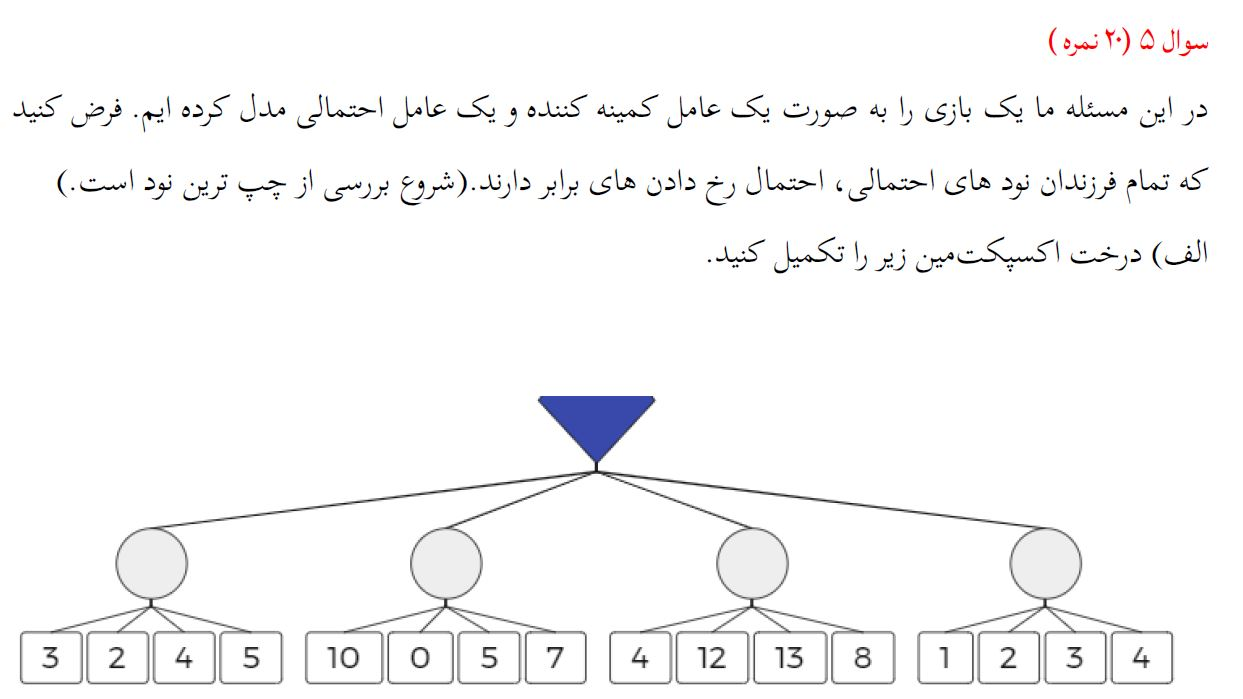 سوال ۵ (۲۰ نمره )
در این مسئله ما یک بازی را به صورت یک عامل کمینه کننده و یک عامل احتمالی مدل کرده ایم. فرض کنید
که تمام فرزندان نود های احتمالی، احتمال رخ دادن های برابر دارند.(شروع بررسی از چپ ترین نود است.)
الف) درخت اکسپکت‌مین زیر را تکمیل کنید.
3 2 4 5 10 0 5 7 4 12 13 8 1 2 3 4